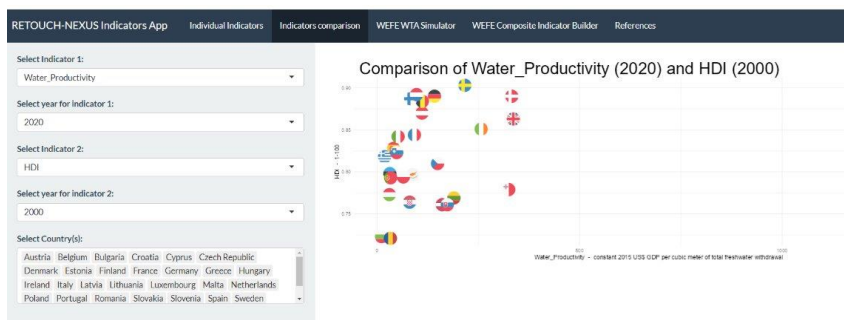 RETOUCH-NEXUS Indicators App Individual Indicators Indicators comparison WEFE WTA Simulator WEFE Composite Indicator Builder References
Select Indicator 1:
Water_Productivity
Select year for indicator 1:
2020
Select Indicator 2:
HDI
Select year for indicator 2:
2000
Select Country(s):
Austria Belgium Bulgaria Croatia Cyprus Czech Republic
Denmark Estonia Finland France Germany Greece Hungary
Ireland Italy Latvia Lithuania Luxembourg Malta Netherlands
Poland Portugal Romania Slovakia Slovenia Spain Sweden
Comparison of Water_Productivity (2020) and HDI (2000)
0.90
0.85
0.80
0.75
HDI - 1-100
0 500 1000
Water_Productivity - constant 2015 US$ GDP per cubic meter of total freshwater withdrawal